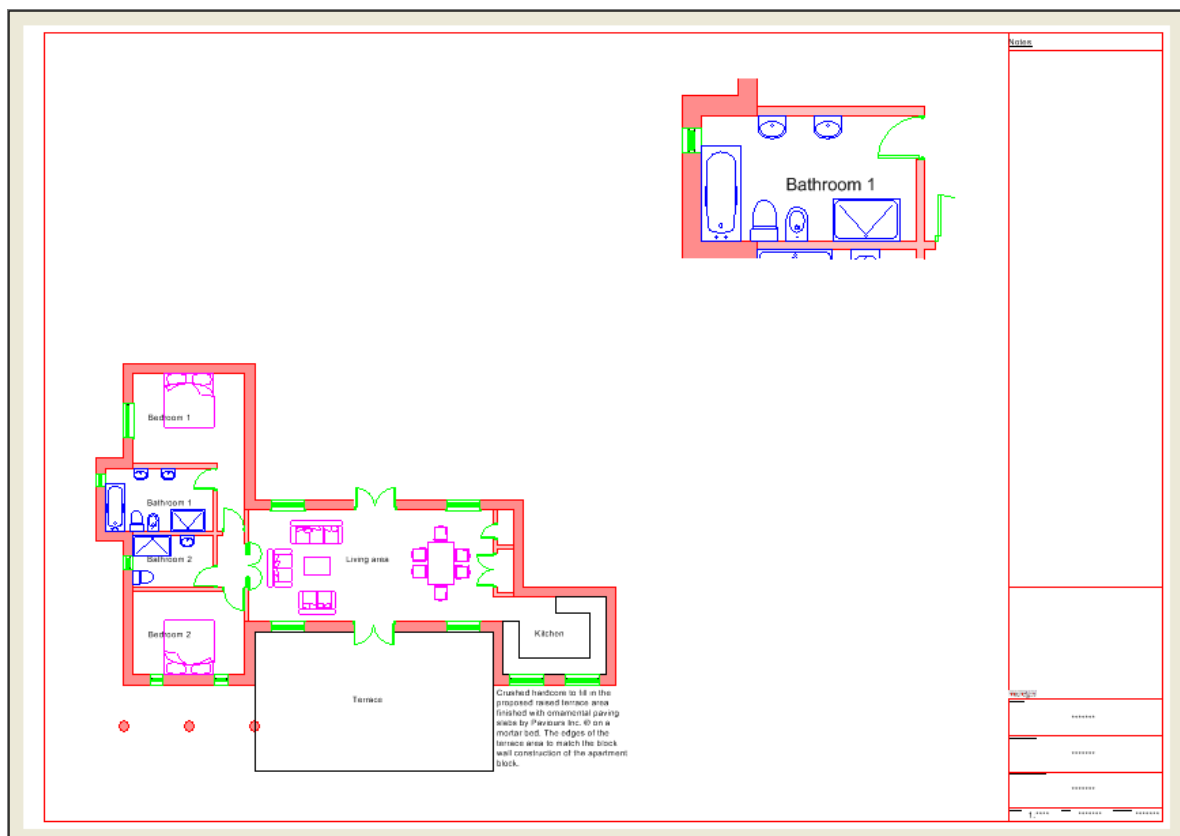 Notes
Bathroom 1
Bedroom 1
Bathroom 1
Bathroom 2
Living area
Bedroom 2
Kitchen
Terrace
Crushed hardcore to fill in the
proposed raised terrace area
finished with ornamental paving
slabs by Paviours Inc. © on a
mortar bed. The edges of the
terrace area to match the block
wall construction of the apartment
block.
*******
*******
*******
1:****
*******
*******